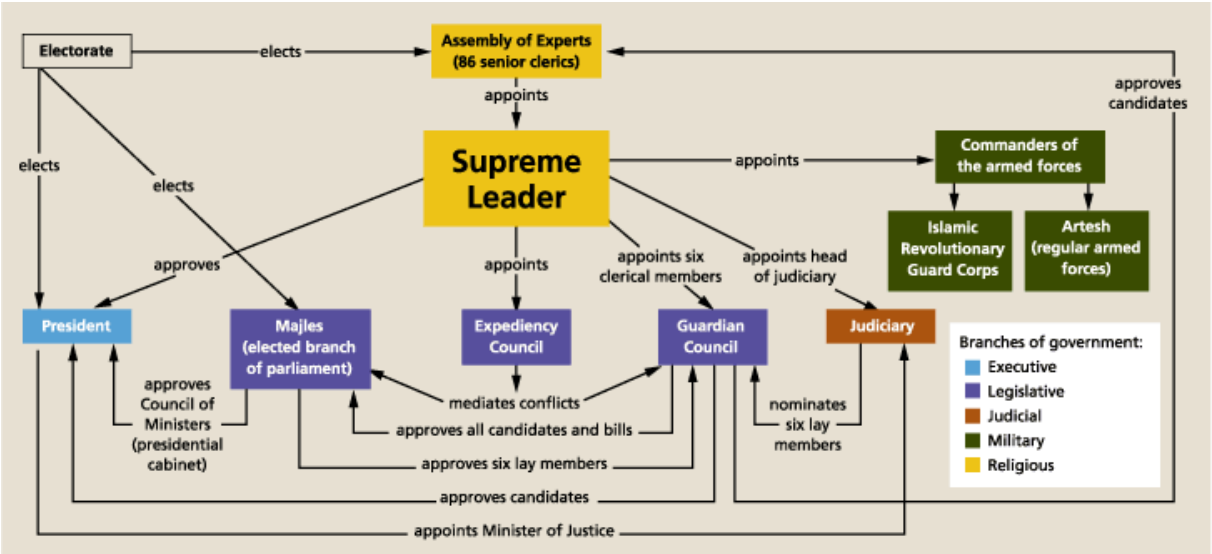 Electorate
elects
Assembly of Experts
(86 senior clerics)
approves
candidates
appoints
elects
elects
Supreme
Leader
appoints
Commanders of
the armed forces
Islamic
Revolutionary
Guard Corps
Artesh
(regular armed
forces)
approves
appoints
appoints six
clerical members
appoints head
of judiciary
President
Majles
(elected branch
of parliament)
Expediency
Council
Guardian
Council
Judiciary
Branches of government:
Executive
Legislative
Judicial
Military
Religious
approves
Council of
Ministers
(presidential
cabinet)
mediates conflicts
nominates
six lay
members
approves all candidates and bills
approves six lay members
approves candidates
appoints Minister of Justice